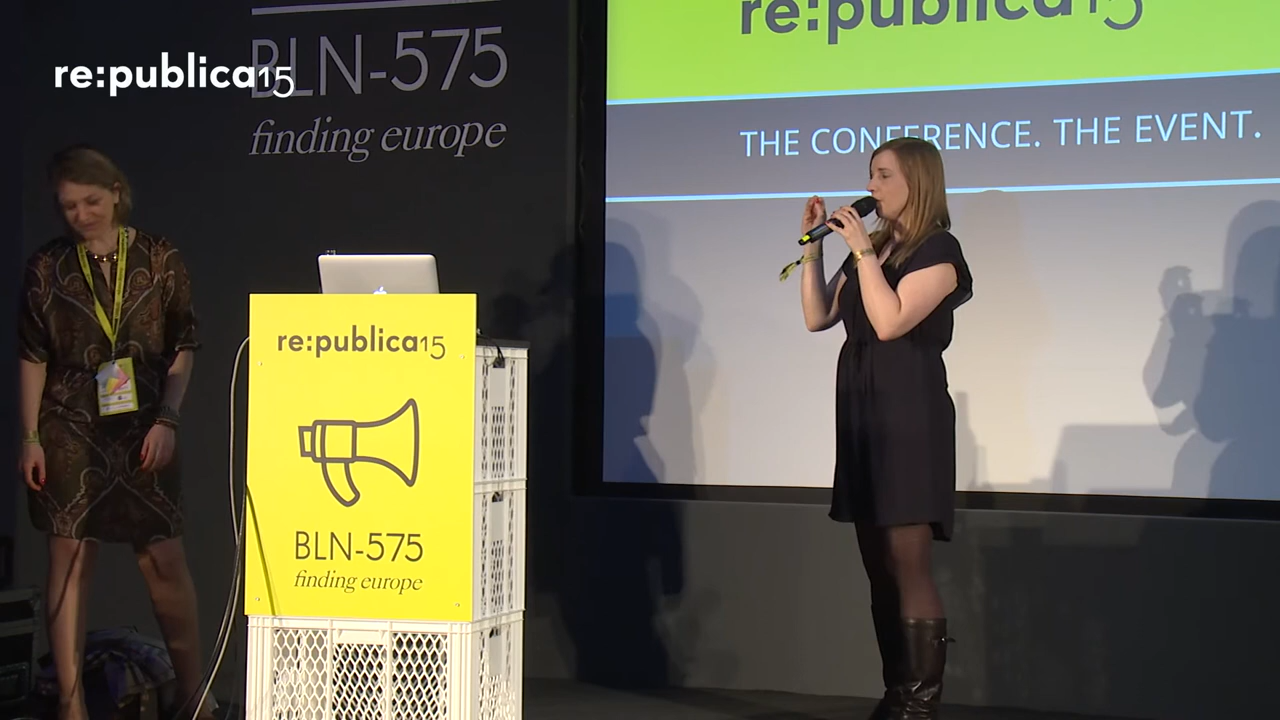 re:publica15
BLN-575
finding europe
re:publica15
THE CONFERENCE. THE EVENT.
re:publica15
BLN-575
finding europe